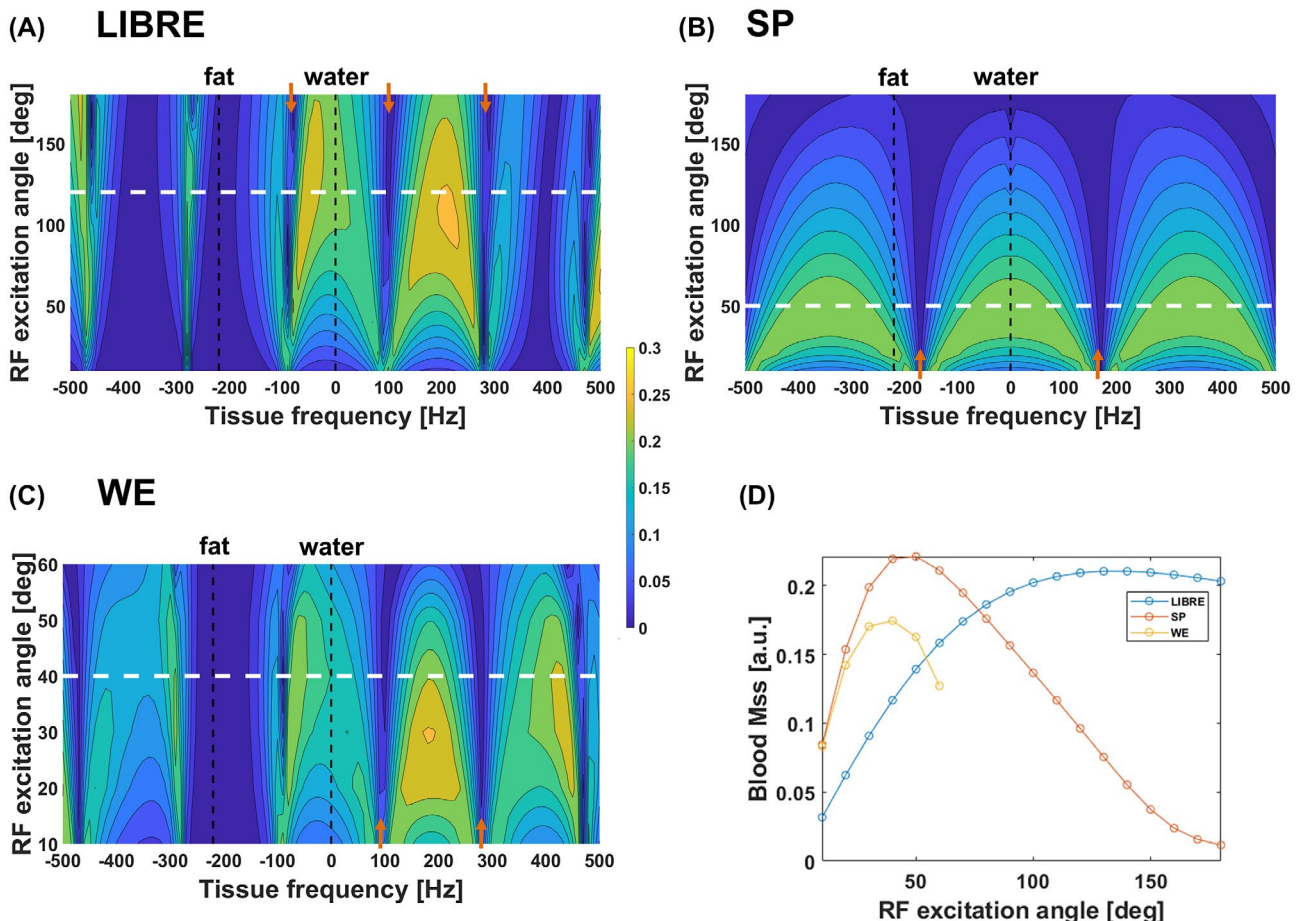 (A) LIBRE
fat water
RF excitation angle [deg]
150
100
50
-500 -400 -300 -200 -100 0 100 200 300 400 500
Tissue frequency [Hz]
(B) SP
fat water
RF excitation angle [deg]
150
100
50
-500 -400 -300 -200 -100 0 100 200 300 400 500
Tissue frequency [Hz]
0.3
0.25
0.2
0.15
0.1
0.05
0
(C) WE
fat water
RF excitation angle [deg]
60
50
40
30
20
10
-500 -400 -300 -200 -100 0 100 200 300 400 500
Tissue frequency [Hz]
(D)
Blood Mss [a.u.]
0.2
0.15
0.1
0.05
0
LIBRE
SP
WE
50 100 150
RF excitation angle [deg]